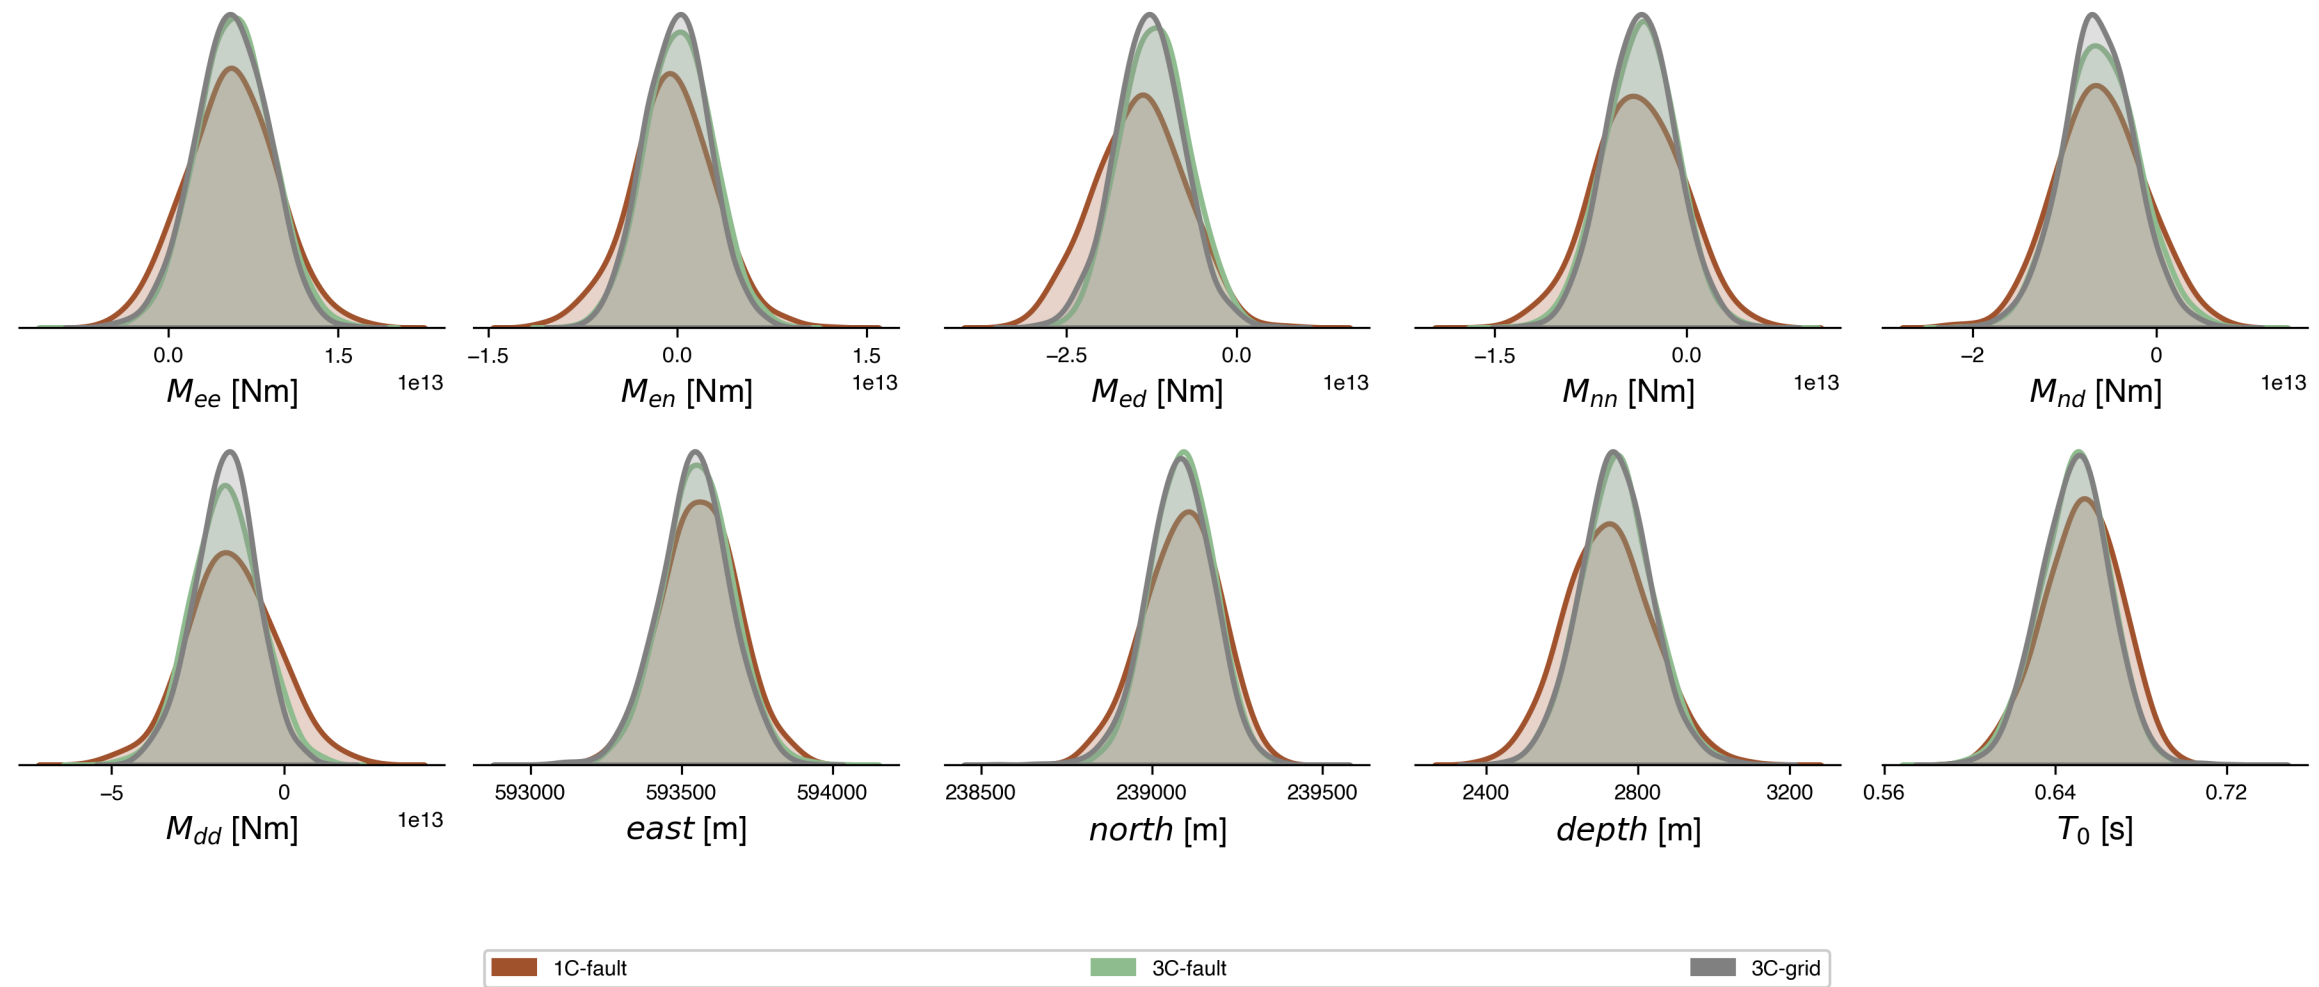 0.0 1.5 −1.5 0.0 1.5 −2.5 0.0 −1.5 0.0 −2 0
1e13 1e13 1e13 1e13 1e13
M_ee [Nm] M_en [Nm] M_ed [Nm] M_nn [Nm] M_nd [Nm]
−5 0 593000 593500 594000 238500 239000 239500 2400 2800 3200 0.56 0.64 0.72
1e13
M_dd [Nm] east [m] north [m] depth [m] T_0 [s]
1C-fault 3C-fault 3C-grid